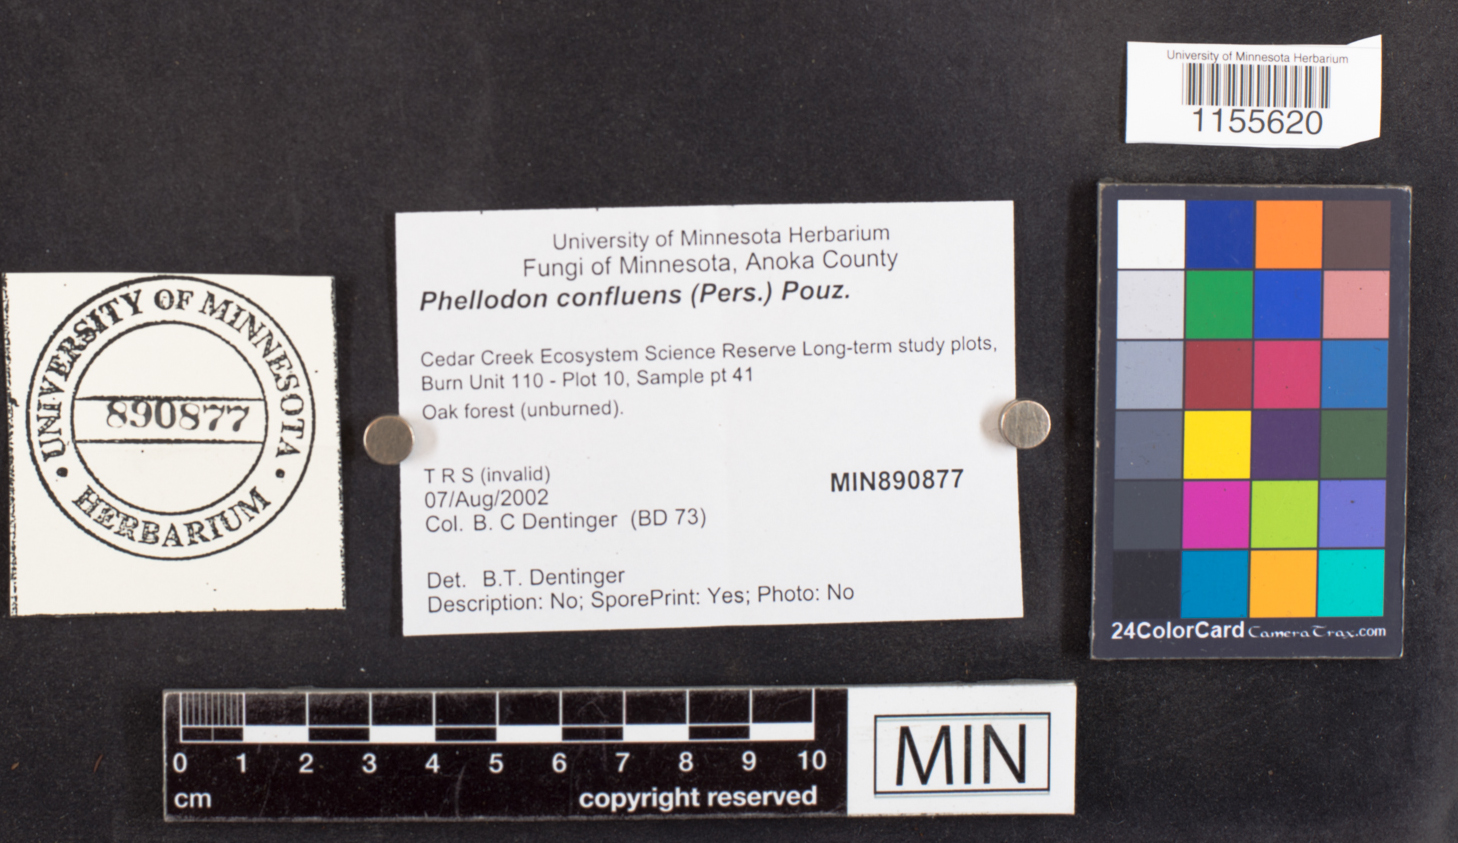 University of Minnesota Herbarium
1155620
University of Minnesota Herbarium
Fungi of Minnesota, Anoka County
Phellodon confluens (Pers.) Pouz.
Cedar Creek Ecosystem Science Reserve Long-term study plots,
Burn Unit 110 - Plot 10, Sample pt 41
Oak forest (unburned).
T R S (invalid)
MIN890877
07/Aug/2002
Col. B. C Dentinger (BD 73)
Det. B.T. Dentinger
Description: No; SporePrint: Yes; Photo: No
UNIVERSITY OF MINNESOTA
890877
• HERBARIUM •
24ColorCard CameraTrax.com
0 1 2 3 4 5 6 7 8 9 10
cm copyright reserved
MIN